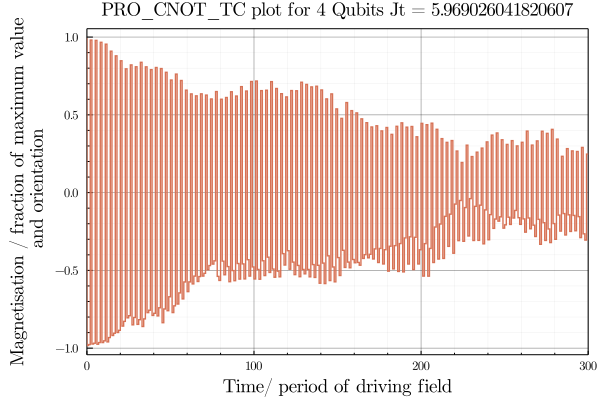 PRO_CNOT_TC plot for 4 Qubits Jt = 5.969026041820607
Magnetisation / fraction of maximum value
and orientation
1.0
0.5
0.0
−0.5
−1.0
0
100
200
300
Time/ period of driving field